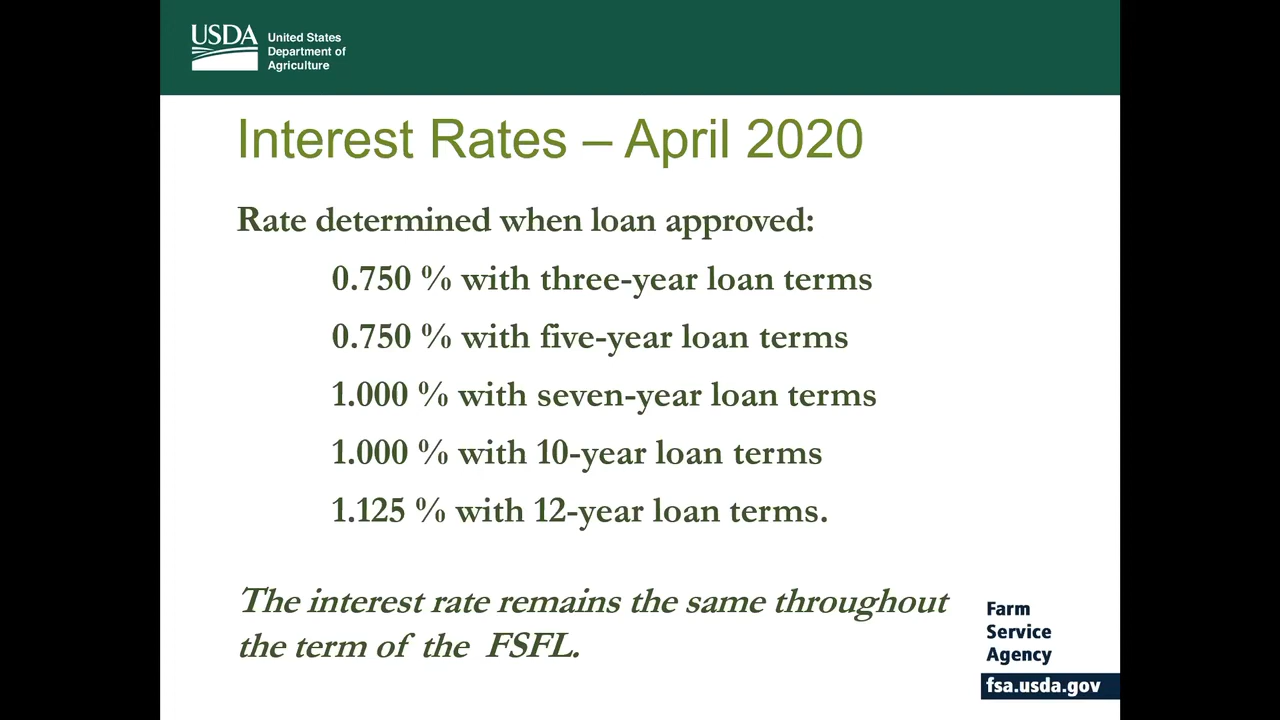 USDA
United States
Department of
Agriculture
Interest Rates – April 2020
Rate determined when loan approved:
0.750 % with three-year loan terms
0.750 % with five-year loan terms
1.000 % with seven-year loan terms
1.000 % with 10-year loan terms
1.125 % with 12-year loan terms.
The interest rate remains the same throughout
the term of the FSFL.
Farm
Service
Agency
fsa.usda.gov